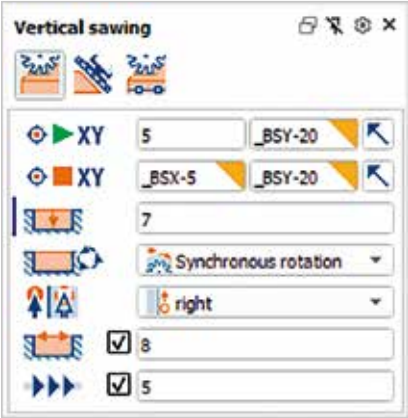 Vertical sawing
XY 5 _BSY-20
XY _BSX-5 _BSY-20
7
Synchronous rotation
right
8
5